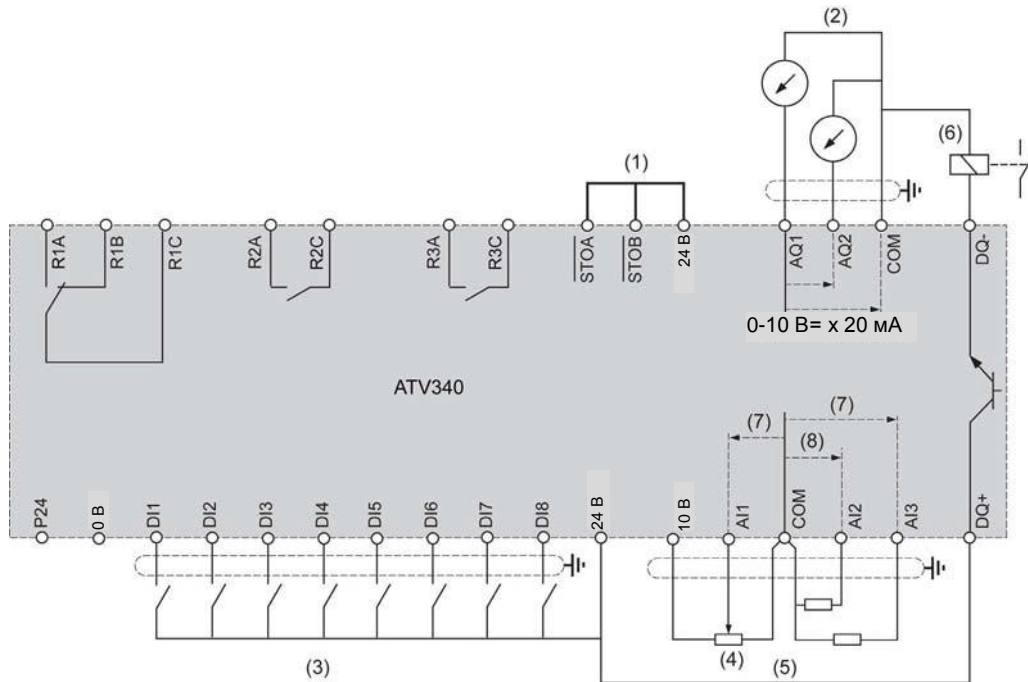 (2)
(6)
(1)
R1A
R1B
R1C
R2A
R2C
R3A
R3C
STOA
STOB
24 В
AQ1
AQ2
COM
DQ-
0-10 В= x 20 мА
ATV340
(7)
(7)
(8)
P24
0 В
DI1
DI2
DI3
DI4
DI5
DI6
DI7
DI8
24 В
10 В
AI1
COM
AI2
AI3
DQ+
(3)
(4)
(5)